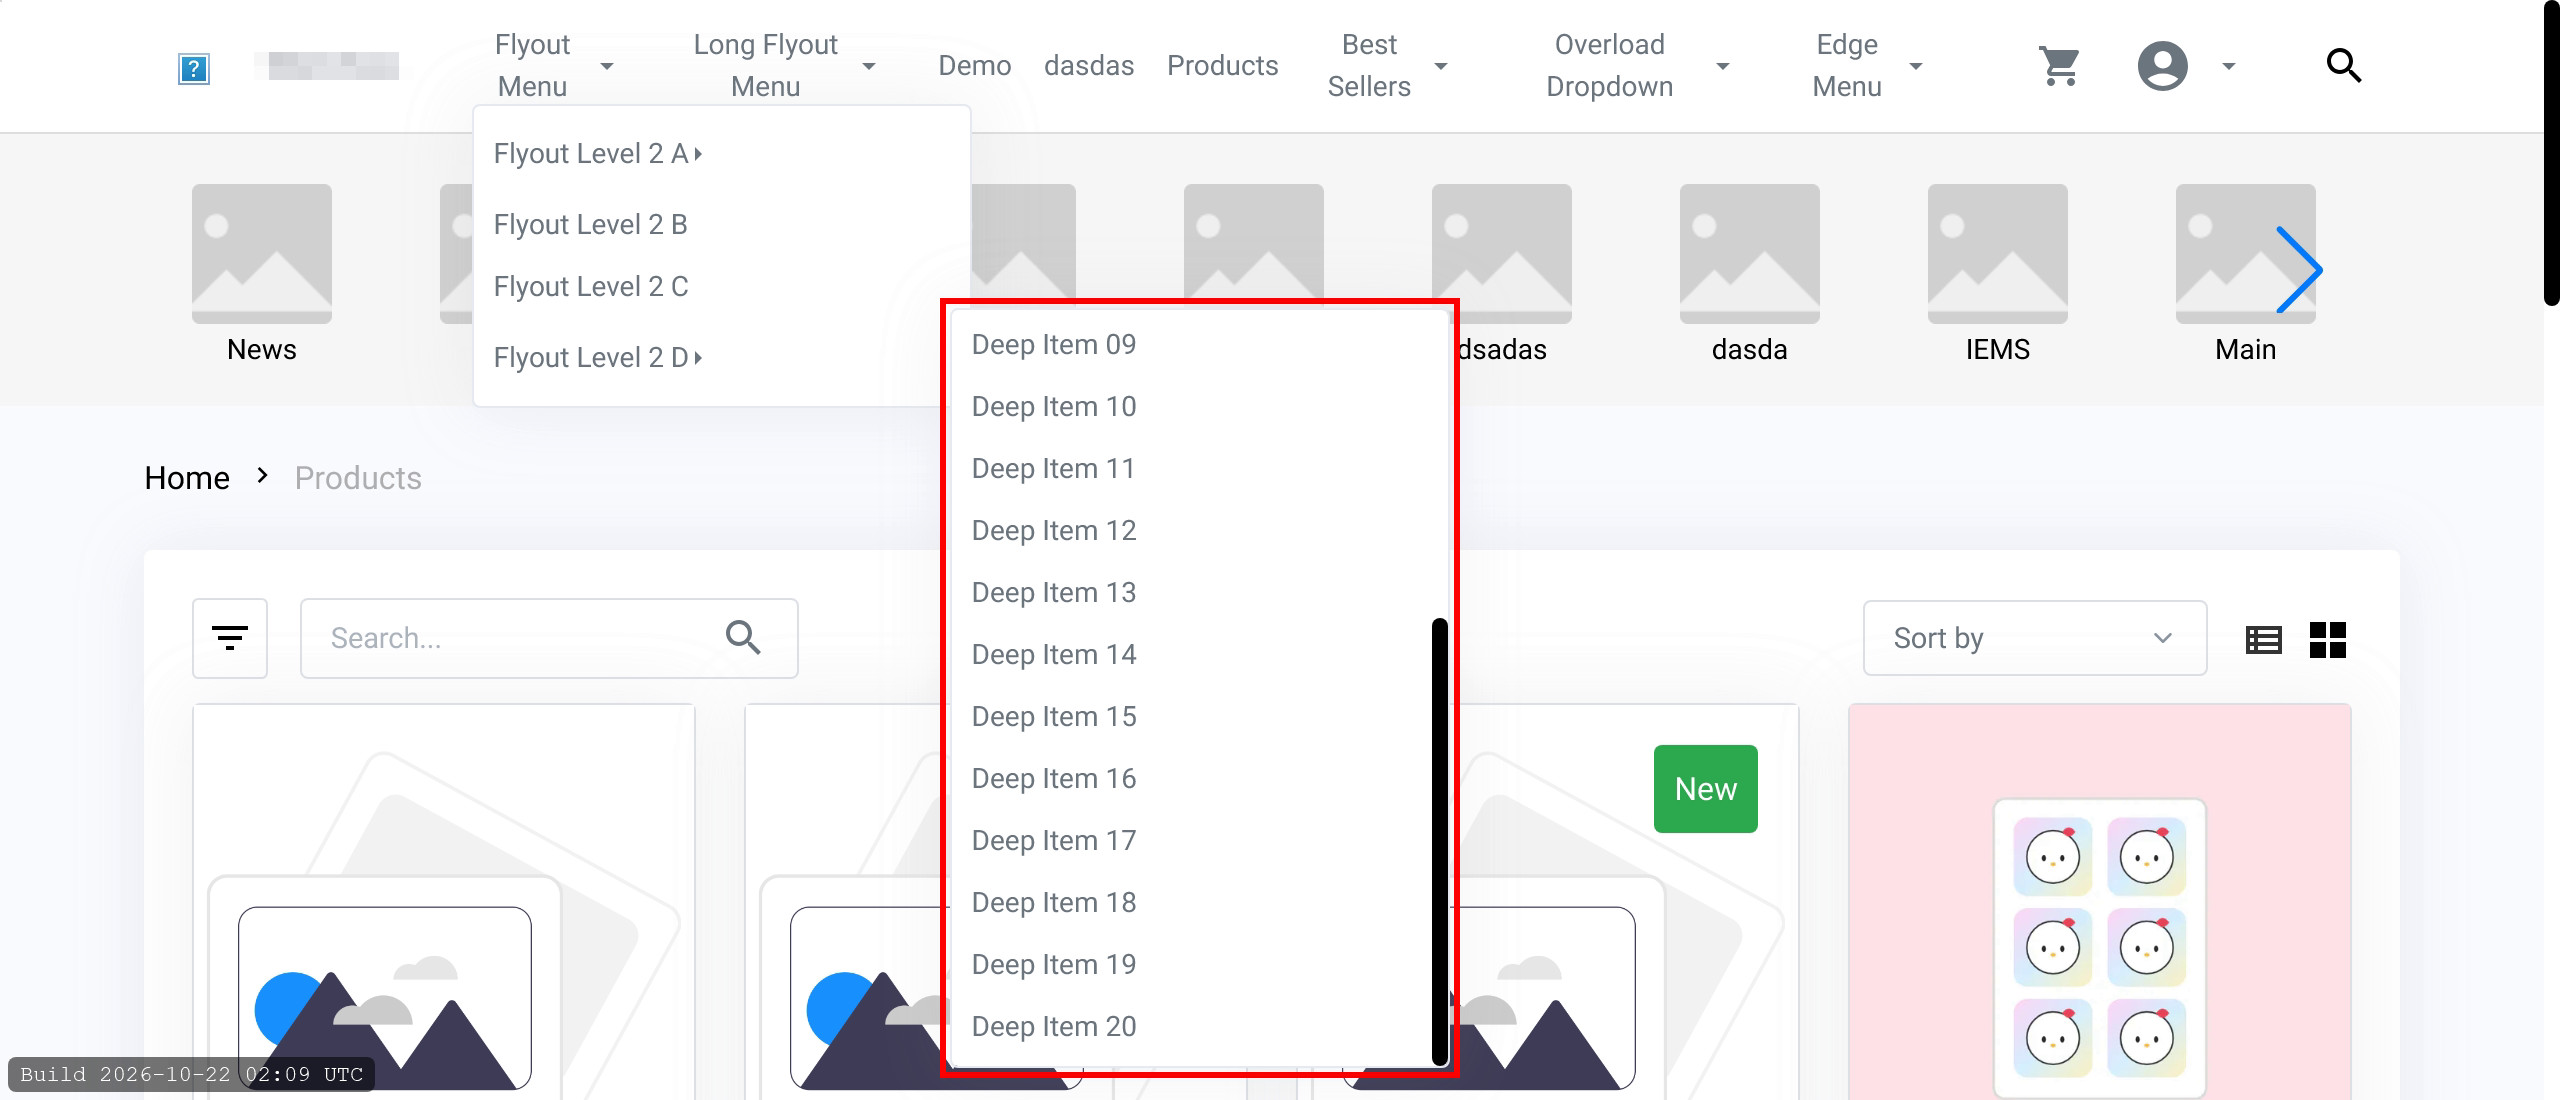 Flyout
Menu
Long Flyout
Menu
Demo
dasdas
Products
Best
Sellers
Overload
Dropdown
Edge
Menu
Flyout Level 2 A
Flyout Level 2 B
Flyout Level 2 C
Flyout Level 2 D
News
dsadas
dasda
IEMS
Main
Deep Item 09
Deep Item 10
Deep Item 11
Deep Item 12
Deep Item 13
Deep Item 14
Deep Item 15
Deep Item 16
Deep Item 17
Deep Item 18
Deep Item 19
Deep Item 20
Home > Products
Search...
Sort by
New
Build 2026-10-22 02:09 UTC